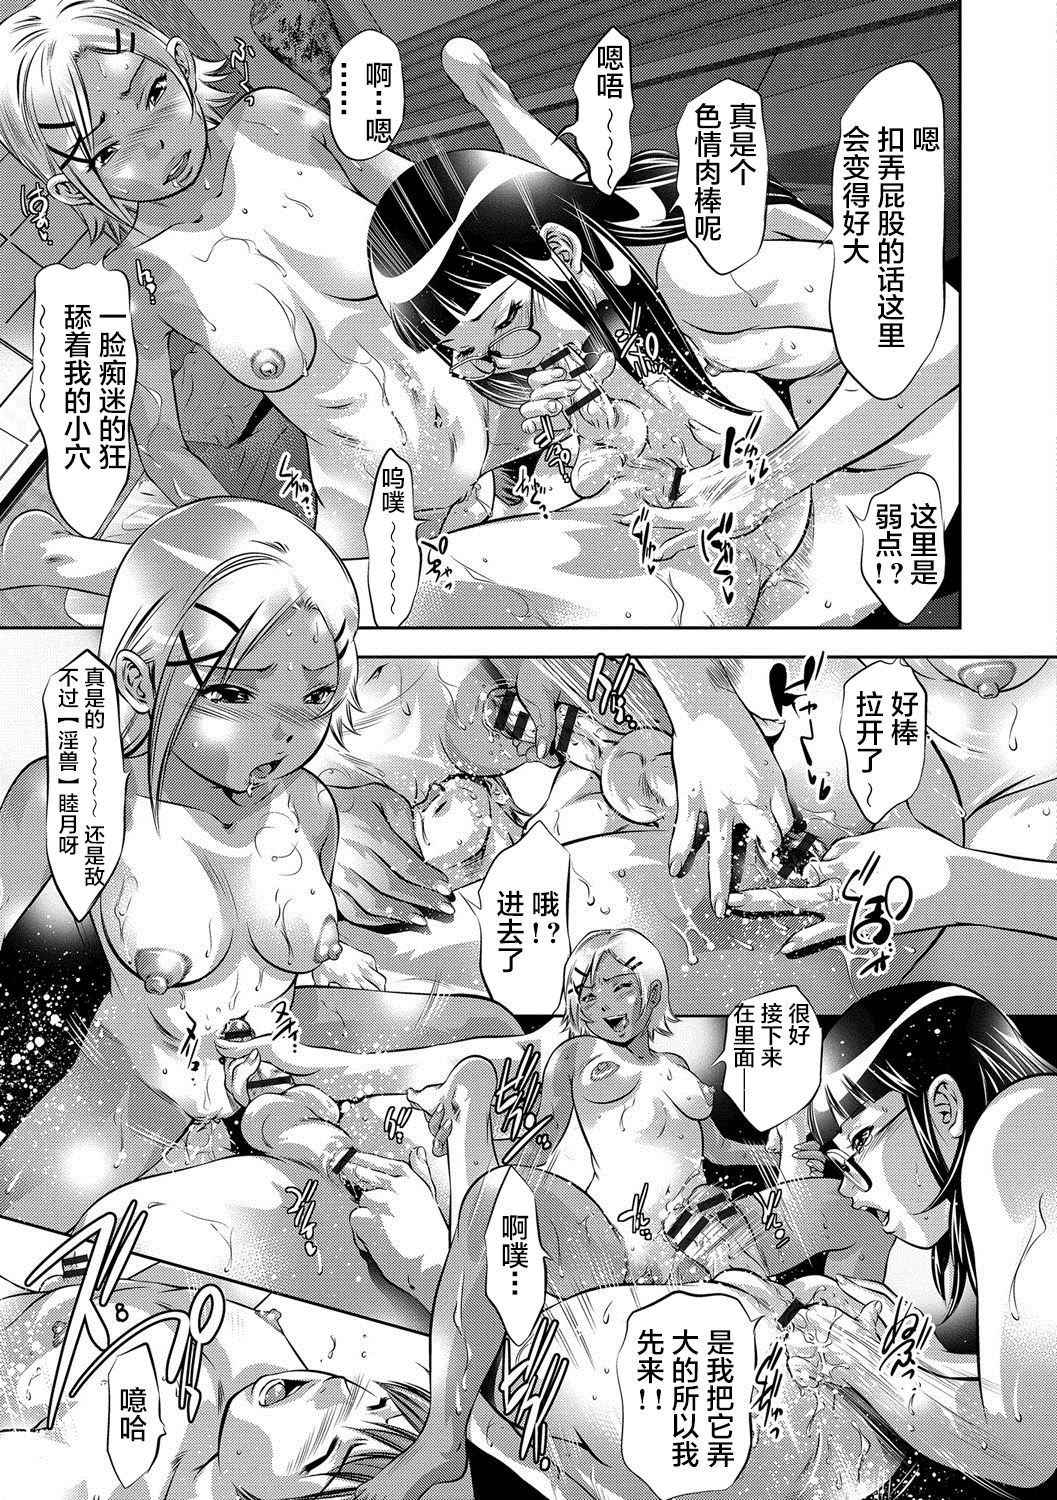 嗯
扣弄屁股的话这里
会变得好大
真是个
色情肉棒呢
嗯唔～～
啊…嗯
……
一脸痴迷的狂
舔着我的小穴
～～～～～～
这里是
弱点!?
呜噗～～～
好棒
拉开了～～
真的是～～～～还是敌
不过【淫兽】睦月呀
哦!?
进去了
很好
接下来
在里面—
啊噗…
是我把它弄
大的所以我
先来!!
噫哈